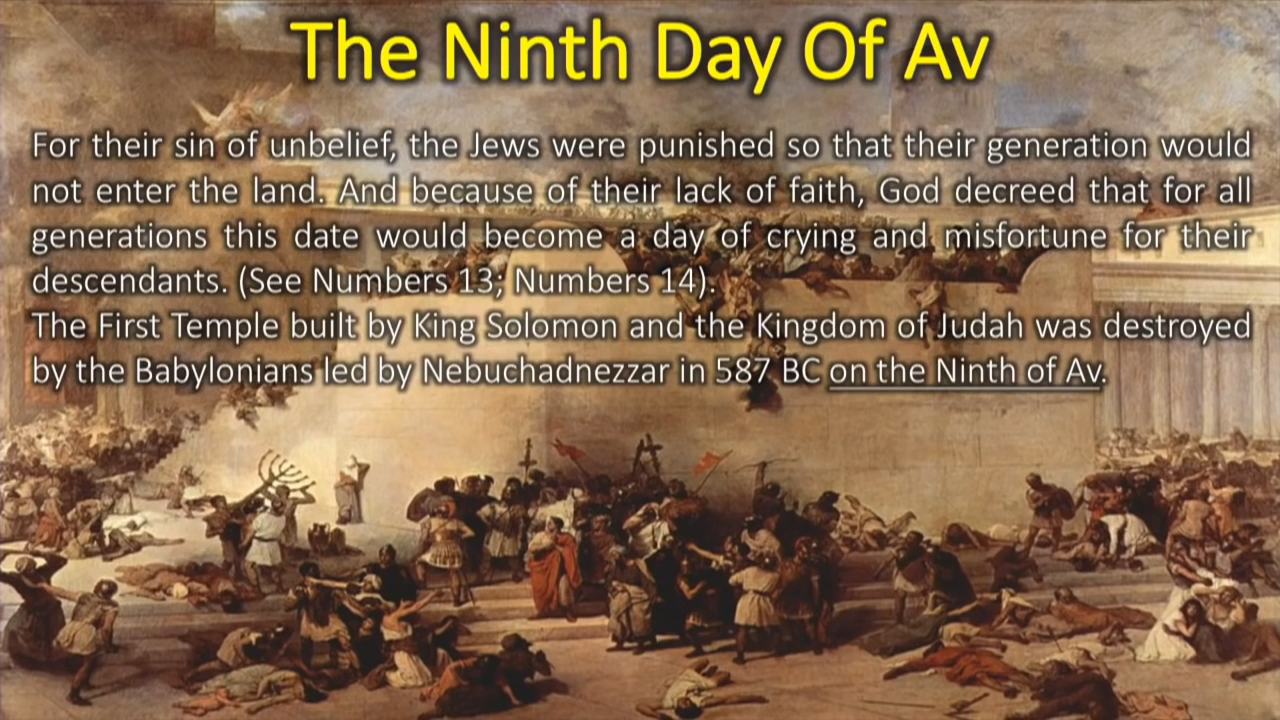 The Ninth Day Of Av
For their sin of unbelief, the Jews were punished so that their generation would
not enter the land. And because of their lack of faith, God decreed that for all
generations this date would become a day of crying and misfortune for their
descendants. (See Numbers 13; Numbers 14).
The First Temple built by King Solomon and the Kingdom of Judah was destroyed
by the Babylonians led by Nebuchadnezzar in 587 BC on the Ninth of Av.